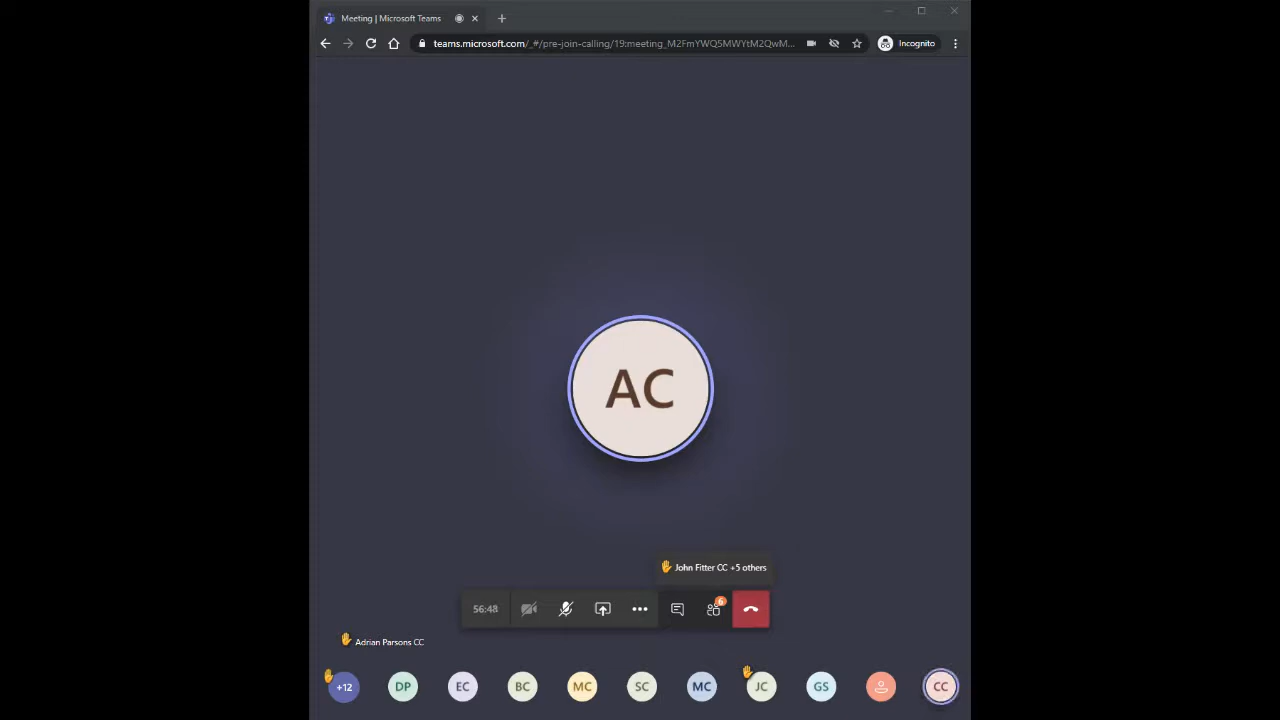 Meeting | Microsoft Teams
teams.microsoft.com/_#/pre-join-calling/19:meeting_M2FmYWQ5MWYtM2QwM...
Incognito
AC
John Fitter CC +5 others
56:48
6
Adrian Parsons CC
+12
DP
EC
BC
MC
SC
MC
JC
GS
CC